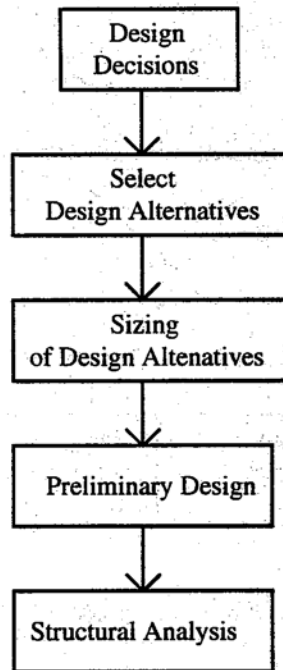 Design
Decisions
Select
Design Alternatives
Sizing
of Design Altenatives
Preliminary Design
Structural Analysis